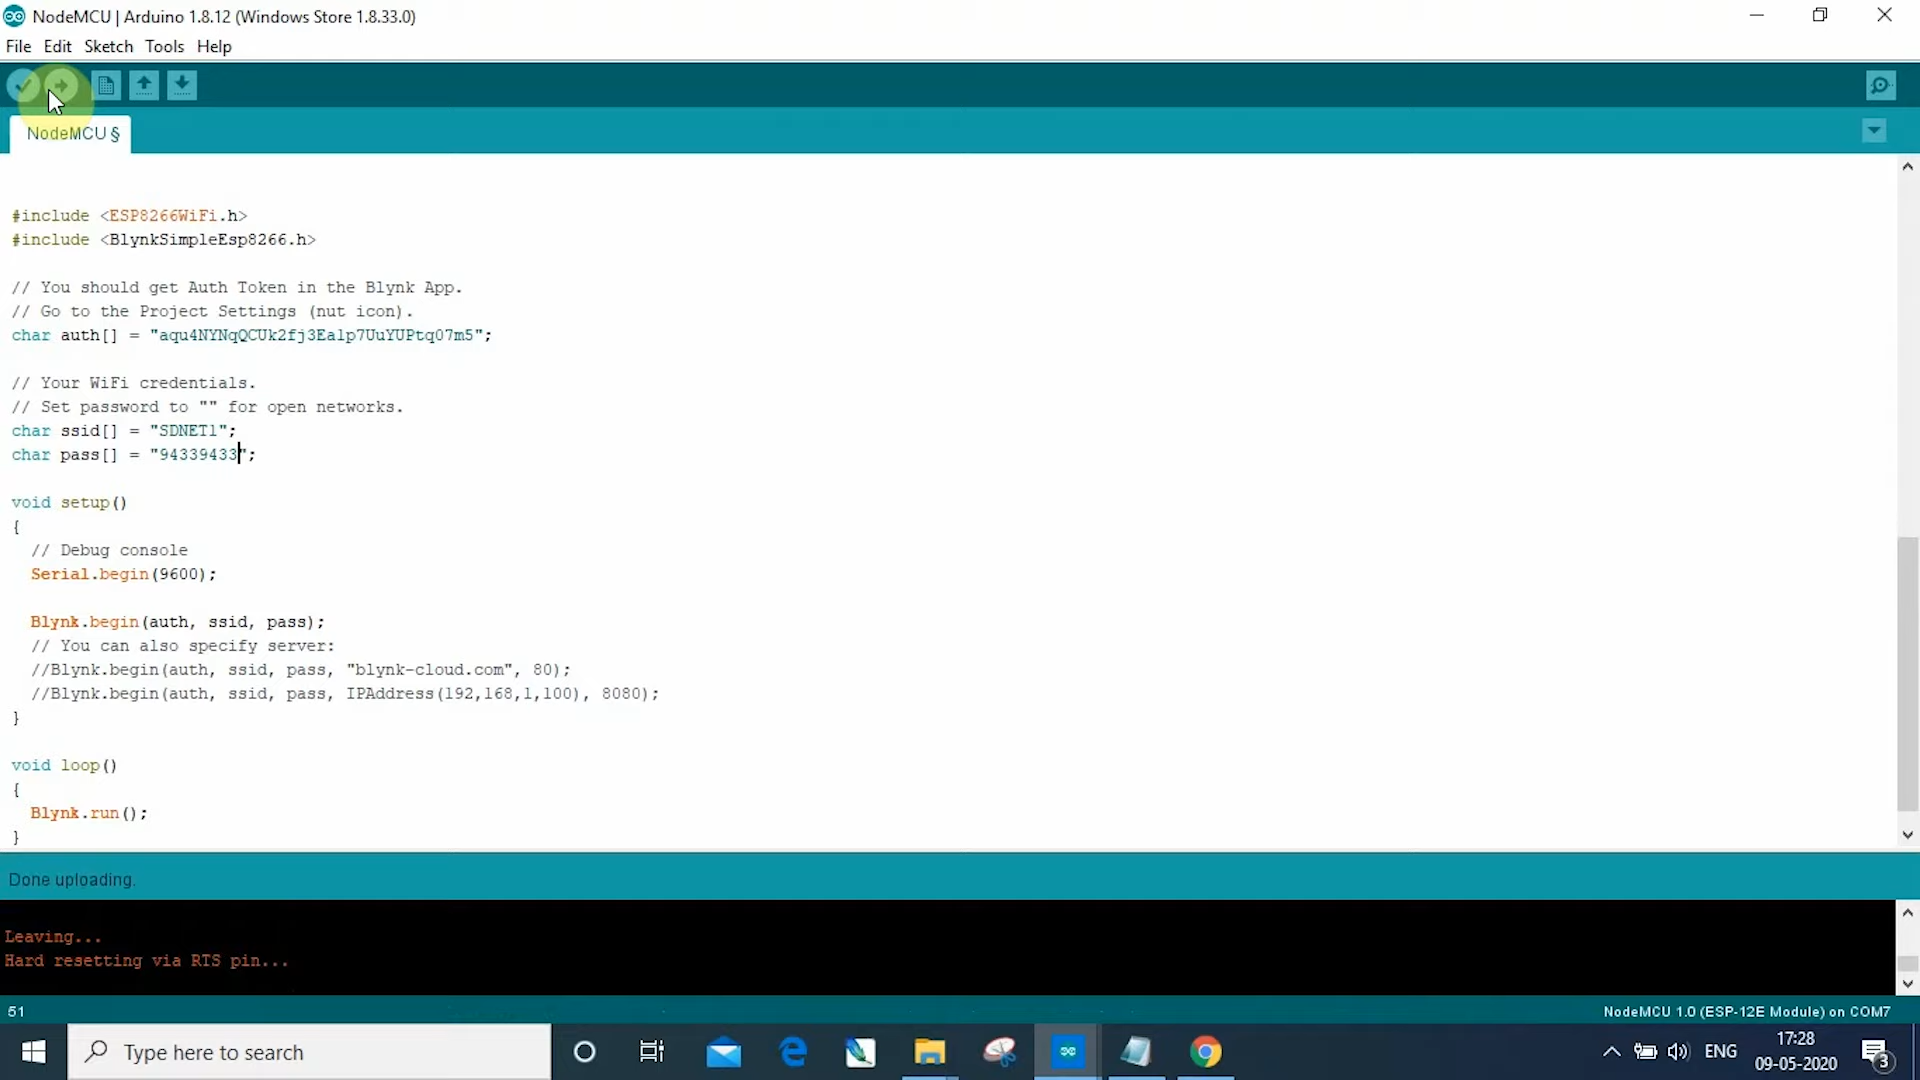 NodeMCU | Arduino 1.8.12 (Windows Store 1.8.33.0)
File Edit Sketch Tools Help
NodeMCU §
#include <ESP8266WiFi.h>
#include <BlynkSimpleEsp8266.h>
// You should get Auth Token in the Blynk App.
// Go to the Project Settings (nut icon).
char auth[] = "aqu4NYNqQCUk2fj3Ealp7UuYUPtq07m5";
// Your WiFi credentials.
// Set password to "" for open networks.
char ssid[] = "SDNET1";
char pass[] = "94339433";
void setup()
{
// Debug console
Serial.begin(9600);
Blynk.begin(auth, ssid, pass);
// You can also specify server:
//Blynk.begin(auth, ssid, pass, "blynk-cloud.com", 80);
//Blynk.begin(auth, ssid, pass, IPAddress(192,168,1,100), 8080);
}
void loop()
{
Blynk.run();
}
Done uploading.
Leaving...
Hard resetting via RTS pin...
51
NodeMCU 1.0 (ESP-12E Module) on COM7
Type here to search
ENG
17:28
09-05-2020
3